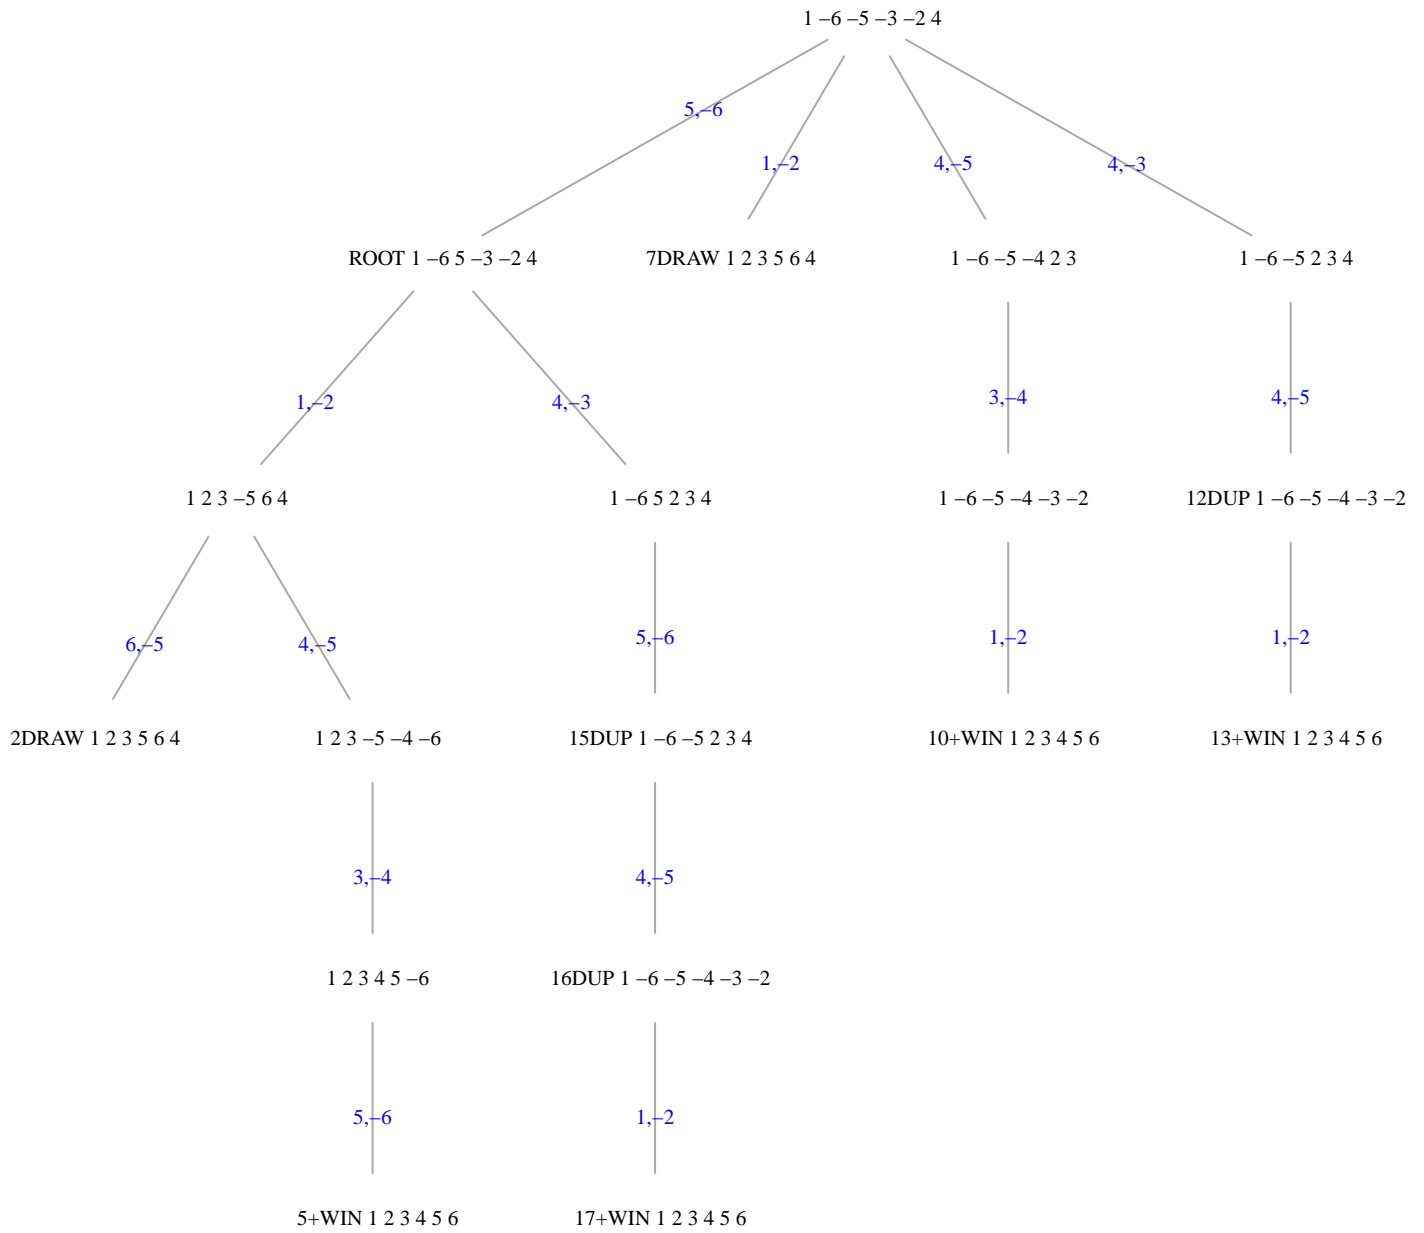 1 –6 –5 –3 –2 4
5,–6
1,–2
4,–5
4,–3
ROOT 1 –6 5 –3 –2 4
7DRAW 1 2 3 5 6 4
1 –6 –5 –4 2 3
1 –6 –5 2 3 4
1,–2
4,–3
3,–4
4,–5
1 2 3 –5 6 4
1 –6 5 2 3 4
1 –6 –5 –4 –3 –2
12DUP 1 –6 –5 –4 –3 –2
6,–5
4,–5
5,–6
1,–2
1,–2
2DRAW 1 2 3 5 6 4
1 2 3 –5 –4 –6
15DUP 1 –6 –5 2 3 4
10+WIN 1 2 3 4 5 6
13+WIN 1 2 3 4 5 6
3,–4
4,–5
1 2 3 4 5 –6
16DUP 1 –6 –5 –4 –3 –2
5,–6
1,–2
5+WIN 1 2 3 4 5 6
17+WIN 1 2 3 4 5 6